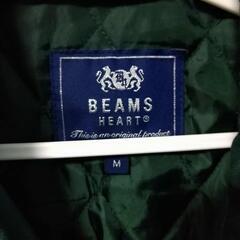 BEAMS
HEART®
This is an original product
M